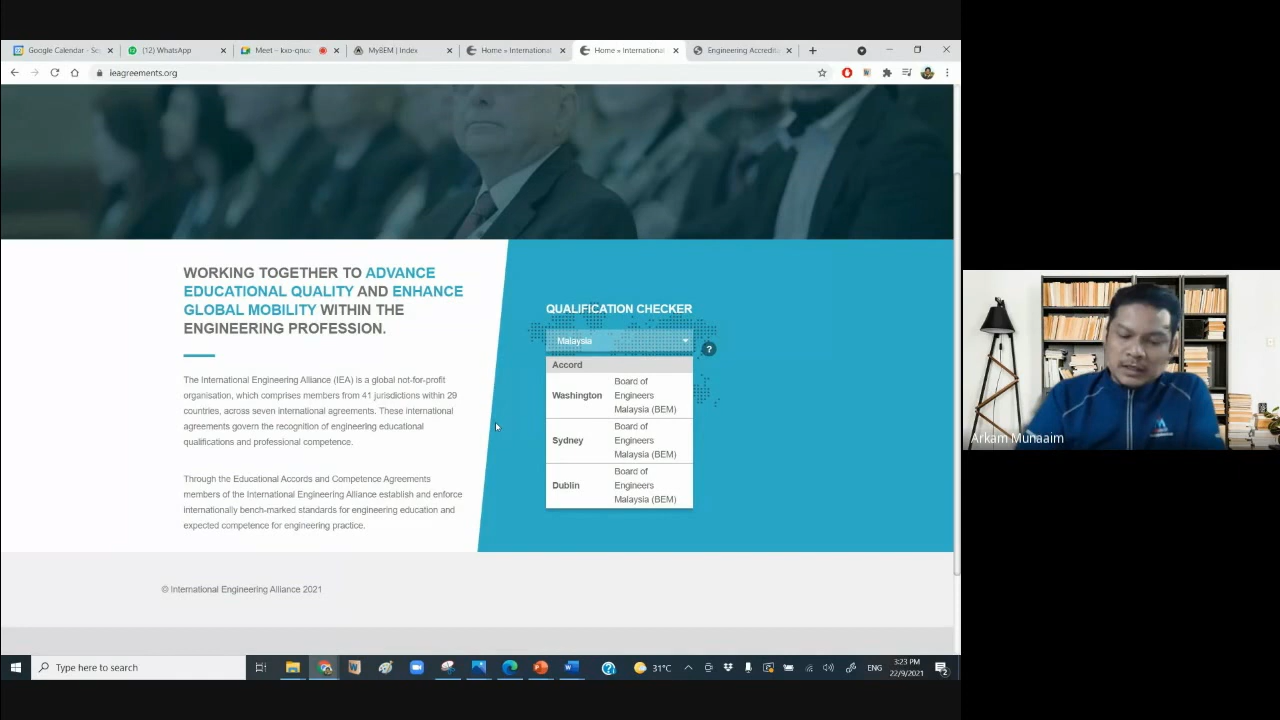 Google Calendar - Se
(12) WhatsApp
Meet – kxo-qnuc
MyBEM | Index
Home » International
Home » International
Engineering Accredit
ieagreements.org
WORKING TOGETHER TO ADVANCE
EDUCATIONAL QUALITY AND ENHANCE
GLOBAL MOBILITY WITHIN THE
ENGINEERING PROFESSION.
The International Engineering Alliance (IEA) is a global not-for-profit
organisation, which comprises members from 41 jurisdictions within 29
countries, across seven international agreements. These international
agreements govern the recognition of engineering educational
qualifications and professional competence.
Through the Educational Accords and Competence Agreements
members of the International Engineering Alliance establish and enforce
internationally bench-marked standards for engineering education and
expected competence for engineering practice.
QUALIFICATION CHECKER
Malaysia
?
Accord
Washington
Board of
Engineers
Malaysia (BEM)
Sydney
Board of
Engineers
Malaysia (BEM)
Dublin
Board of
Engineers
Malaysia (BEM)
© International Engineering Alliance 2021
Type here to search
31°C
ENG
3:23 PM
22/9/2021
2
Arkam Munaaim